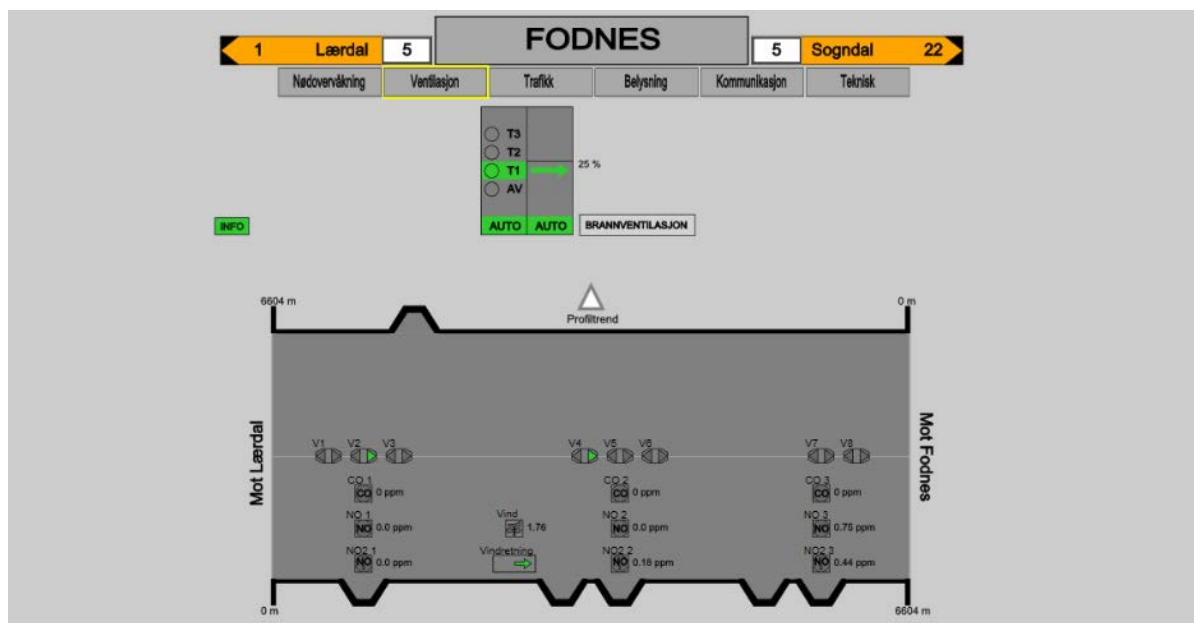 FODNES
1 Lærdal 5 5 Sogndal 22
Nødovervåkning Ventilasjon Trafikk Belysning Kommunikasjon Teknisk
T3
T2
T1 25 %
AV
INFO AUTO AUTO BRANNVENTILASJON
6604 m 0 m
Profiltrend
Mot Lærdal
Mot Fodnes
V1 V2 V3 V4 V5 V6 V7 V8
CO 1 CO 2 CO 3
CO 0 ppm CO 0 ppm CO 0 ppm
NO 1 Vind NO 2 NO 3
NO 0.0 ppm 1.76 NO 0.0 ppm NO 0.75 ppm
NO2 1 Vindretning NO2 2 NO2 3
NO 0.0 ppm NO 0.18 ppm NO 0.44 ppm
0 m 6604 m